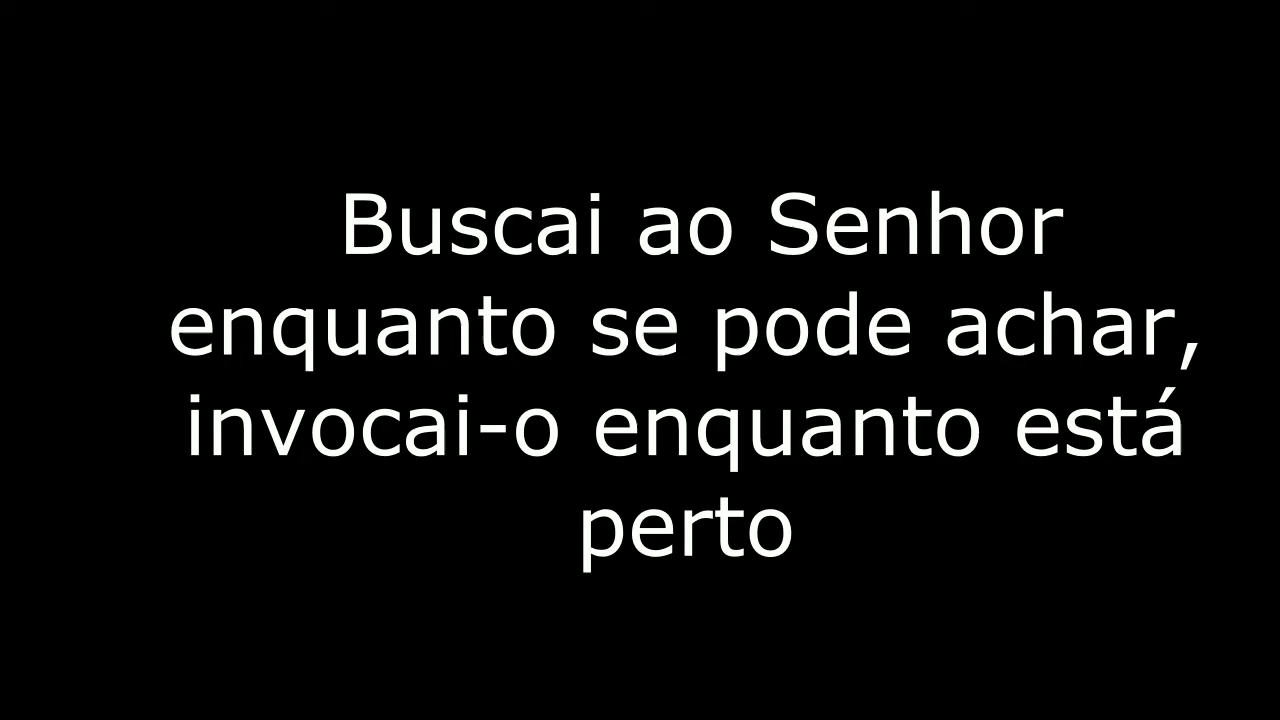 Buscai ao Senhor
enquanto se pode achar,
invocai-o enquanto está
perto